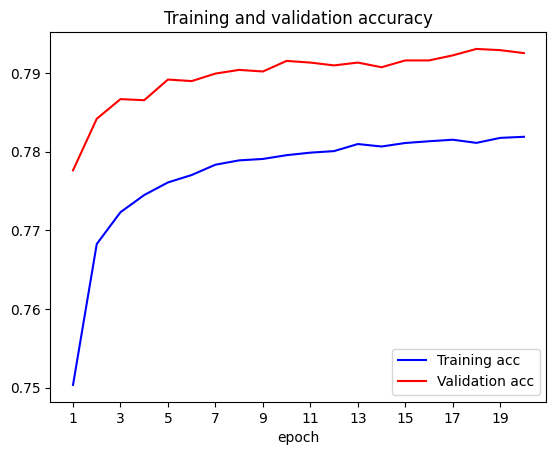 Training and validation accuracy
0.79
0.78
0.77
0.76
0.75
Training acc
Validation acc
1 3 5 7 9 11 13 15 17 19
epoch